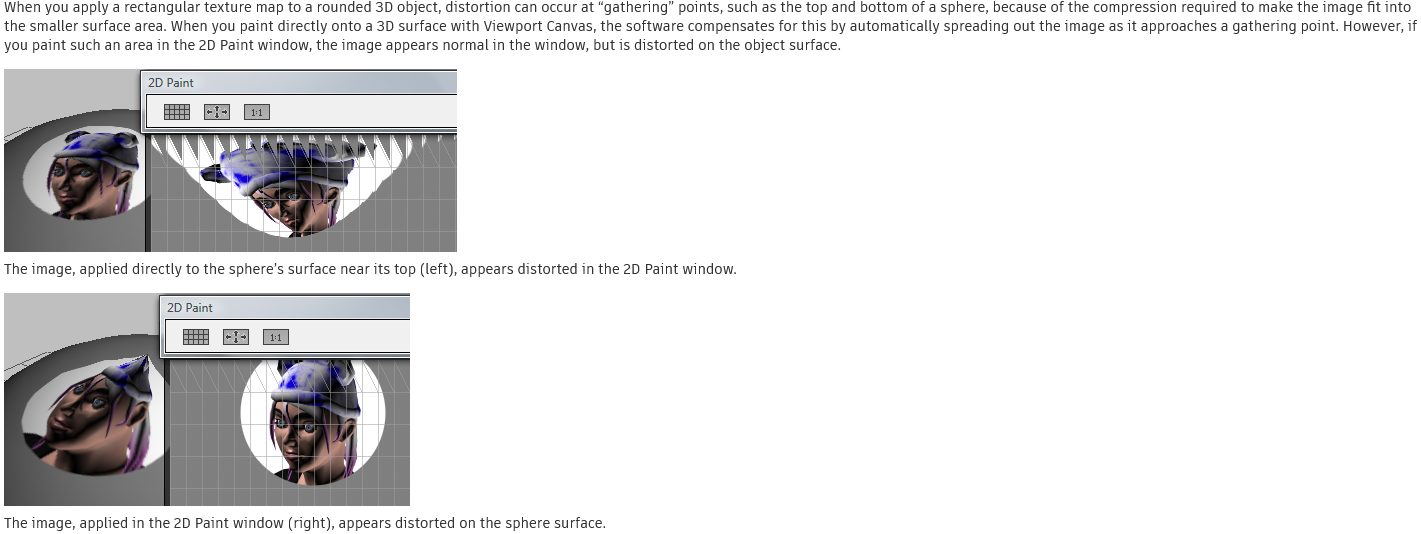 When you apply a rectangular texture map to a rounded 3D object, distortion can occur at “gathering” points, such as the top and bottom of a sphere, because of the compression required to make the image fit into
the smaller surface area. When you paint directly onto a 3D surface with Viewport Canvas, the software compensates for this by automatically spreading out the image as it approaches a gathering point. However, if
you paint such an area in the 2D Paint window, the image appears normal in the window, but is distorted on the object surface.
2D Paint
1:1
The image, applied directly to the sphere’s surface near its top (left), appears distorted in the 2D Paint window.
2D Paint
1:1
The image, applied in the 2D Paint window (right), appears distorted on the sphere surface.